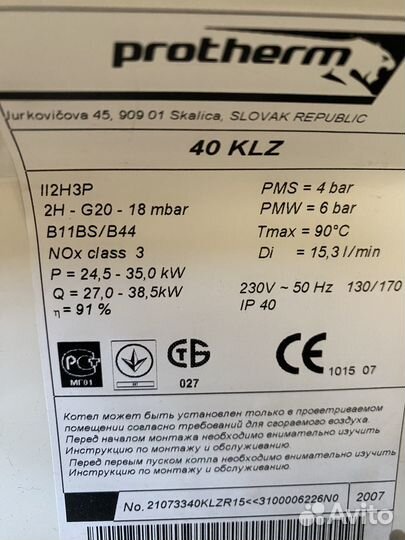 protherm
Jurkovičova 45, 909 01 Skalica, SLOVAK REPUBLIC
40 KLZ
II2H3P PMS = 4 bar
2H - G20 - 18 mbar PMW = 6 bar
B11BS/B44 Tmax = 90°C
NOx class 3 Di = 15,3 l/min
P = 24,5 - 35,0 kW
Q = 27,0 - 38,5kW 230V ~ 50 Hz 130/170
η = 91 % IP 40
РСТ
МГ01
СТБ
027
CE 1015 07
Котел может быть установлен только в проветриваемом
помещении согласно требований для сгораемого воздуха.
Перед началом монтажа необходимо внимательно изучить
Инструкцию по монтажу и обслуживанию.
Перед первым пуском котла необходимо внимательно изучить
Инструкцию по монтажу и обслуживанию.
No. 21073340KLZR15<<3100006226N0 2007
Avito